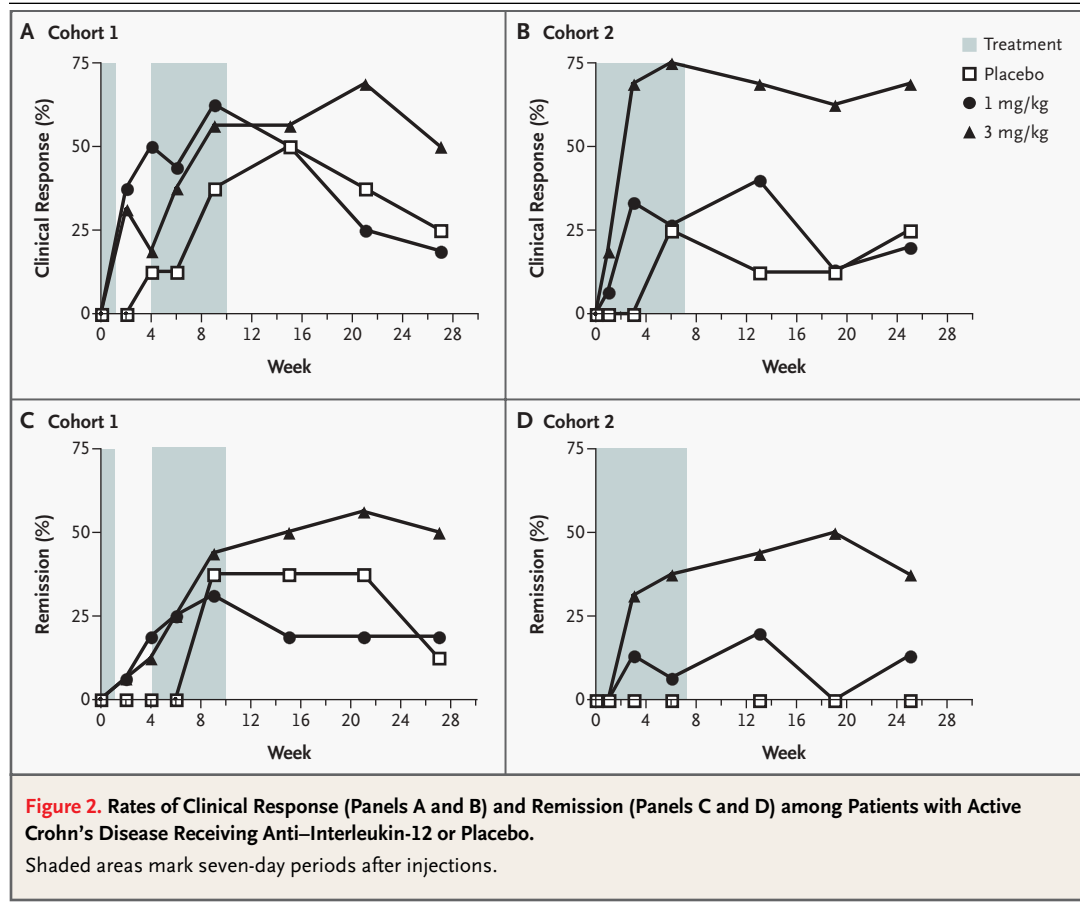 A Cohort 1
75
50
25
0
Clinical Response (%)
0 4 8 12 16 20 24 28
Week
B Cohort 2
75
50
25
0
Clinical Response (%)
0 4 8 12 16 20 24 28
Week
Treatment
Placebo
1 mg/kg
3 mg/kg
C Cohort 1
75
50
25
0
Remission (%)
0 4 8 12 16 20 24 28
Week
D Cohort 2
75
50
25
0
Remission (%)
0 4 8 12 16 20 24 28
Week
Figure 2. Rates of Clinical Response (Panels A and B) and Remission (Panels C and D) among Patients with Active
Crohn's Disease Receiving Anti–Interleukin-12 or Placebo.
Shaded areas mark seven-day periods after injections.